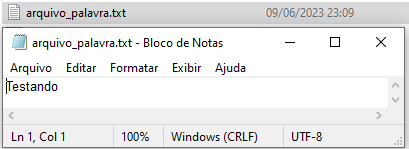 arquivo_palavra.txt 09/06/2023 23:09
arquivo_palavra.txt - Bloco de Notas
Arquivo Editar Formatar Exibir Ajuda
Testando
Ln 1, Col 1 100% Windows (CRLF) UTF-8